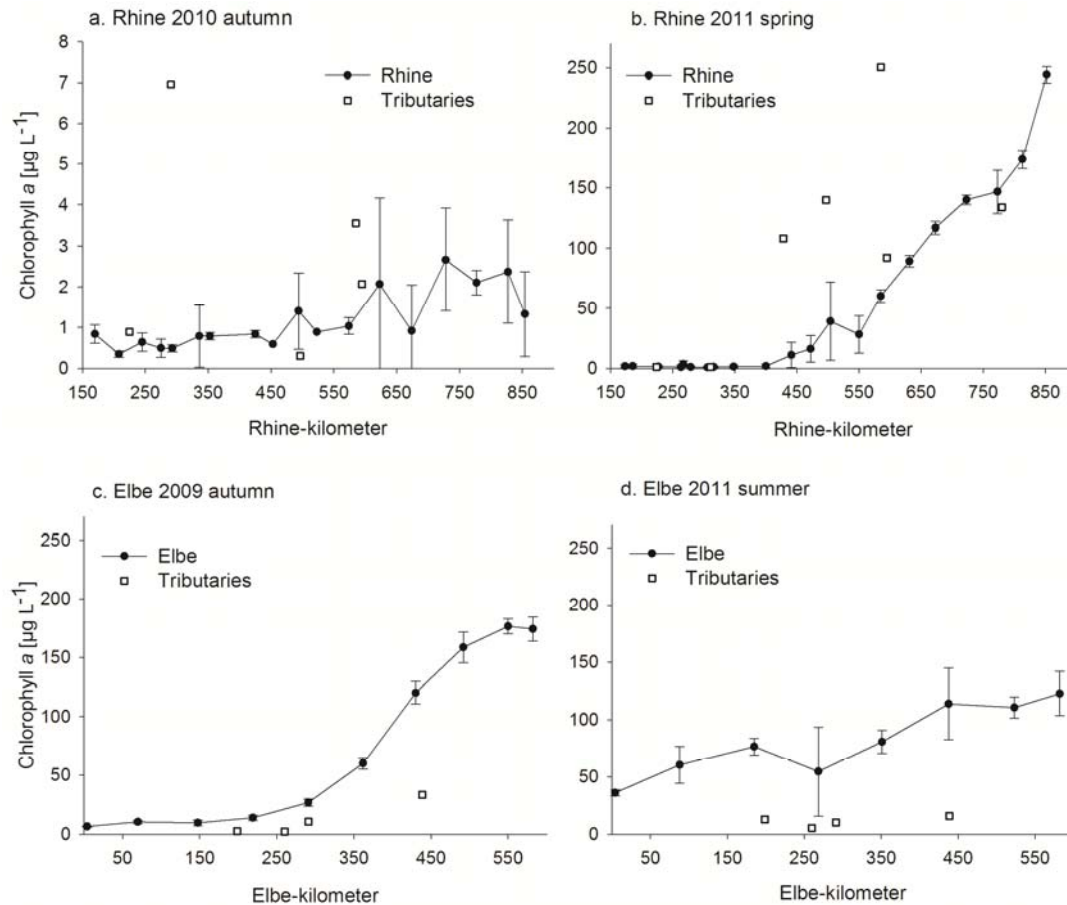 a. Rhine 2010 autumn
8
7
6
5
4
3
2
1
0
Chlorophyll a [µg L-1]
Rhine
Tributaries
150 250 350 450 550 650 750 850
Rhine-kilometer
b. Rhine 2011 spring
250
200
150
100
50
0
Rhine
Tributaries
150 250 350 450 550 650 750 850
Rhine-kilometer
c. Elbe 2009 autumn
250
200
150
100
50
0
Chlorophyll a [µg L-1]
Elbe
Tributaries
50 150 250 350 450 550
Elbe-kilometer
d. Elbe 2011 summer
250
200
150
100
50
0
Elbe
Tributaries
50 150 250 350 450 550
Elbe-kilometer